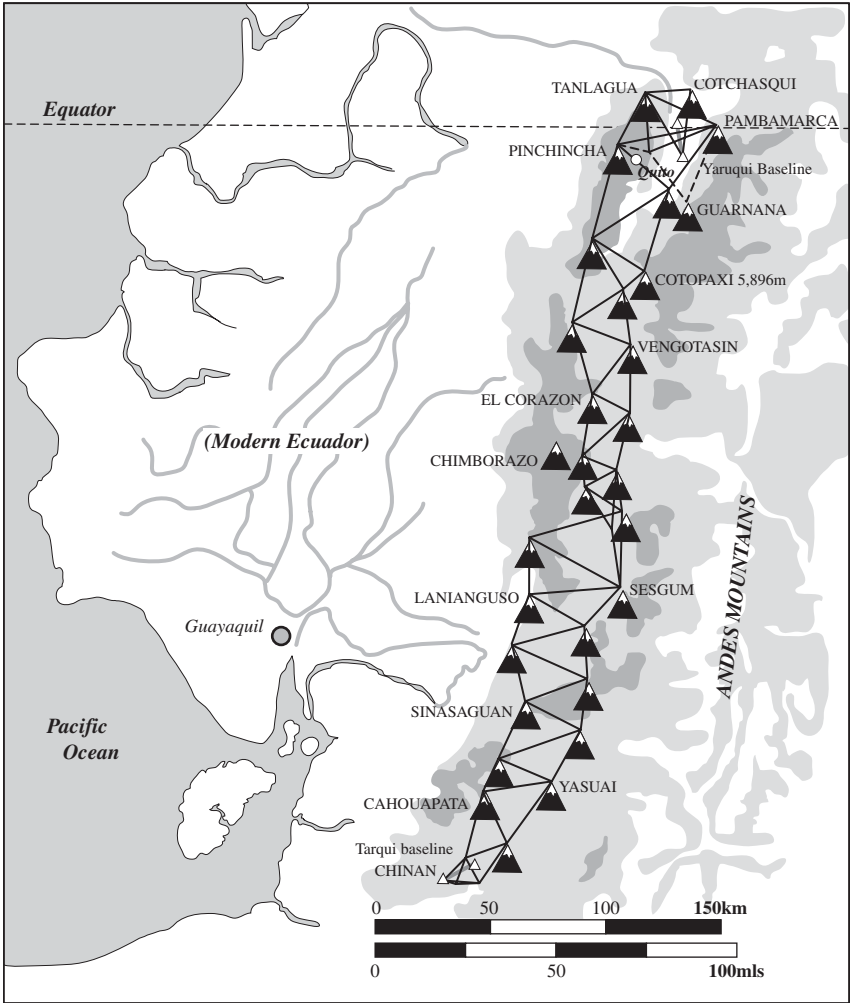 TANLAGUA
COTCHASQUI
Equator
PAMBAMARCA
PINCHINCHA
Quito
Yaruqui Baseline
GUARNANA
COTOPAXI 5,896m
VENGOTASIN
EL CORAZON
(Modern Ecuador)
CHIMBORAZO
ANDES MOUNTAINS
LANIANGUSO
SESGUM
Guayaquil
SINASAGUAN
Pacific
Ocean
YASUAI
CAHOUAPATA
Tarqui baseline
CHINAN
0 50 100 150km
0 50 100mls